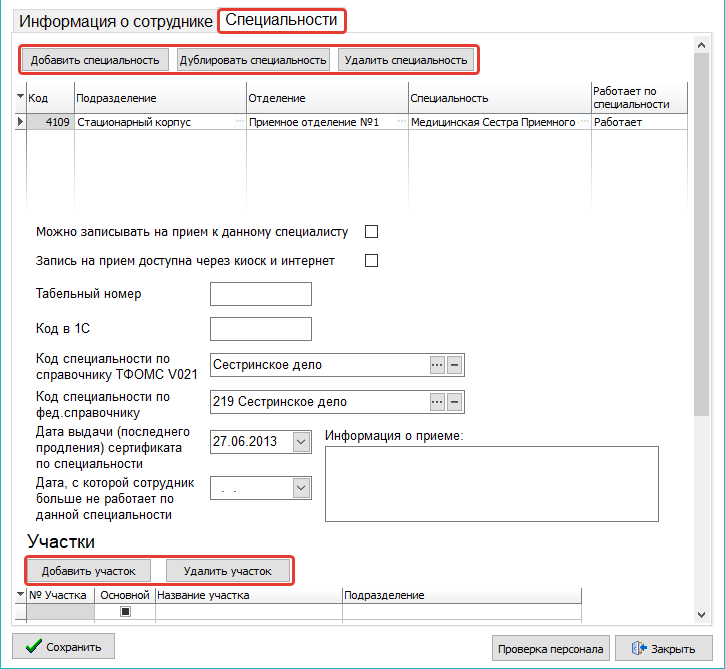 Информация о сотруднике Специальности
Добавить специальность Дублировать специальность Удалить специальность
Код Подразделение Отделение Специальность Работает по специальности
4109 Стационарный корпус ... Приемное отделение №1 ... Медицинская Сестра Приемного ... Работает
Можно записывать на прием к данному специалисту
Запись на прием доступна через киоск и интернет
Табельный номер
Код в 1С
Код специальности по
справочнику ТФОМС V021
Сестринское дело ... –
Код специальности по
фед.справочнику
219 Сестринское дело ... –
Дата выдачи (последнего
продления) сертификата
по специальности
27.06.2013
Информация о приеме:
Дата, с которой сотрудник
больше не работает по
данной специальности
. .
Участки
Добавить участок Удалить участок
№ Участка Основной Название участка Подразделение
Сохранить Проверка персонала Закрыть